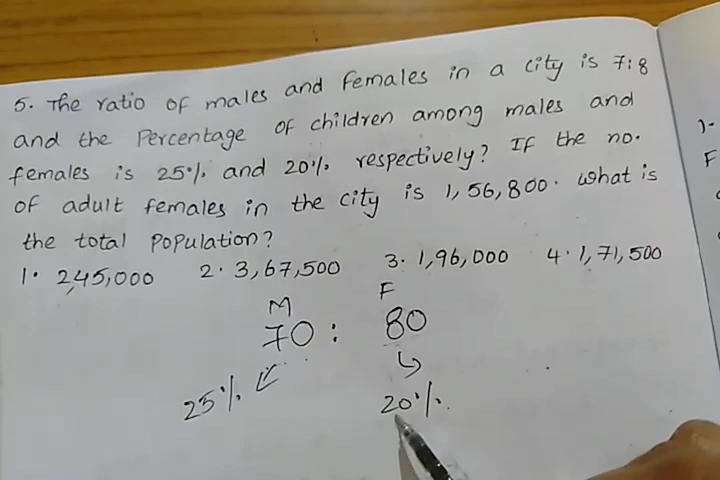 5. The ratio of males and females in a city is 7:8
and the Percentage of children among males and
females is 25% and 20% respectively? If the no.
of adult females in the city is 1,56,800. what is
the total population?
1. 2,45,000 2. 3,67,500 3. 1,96,000 4. 1,71,500
M F
70 : 80
25% 20%
1.
F